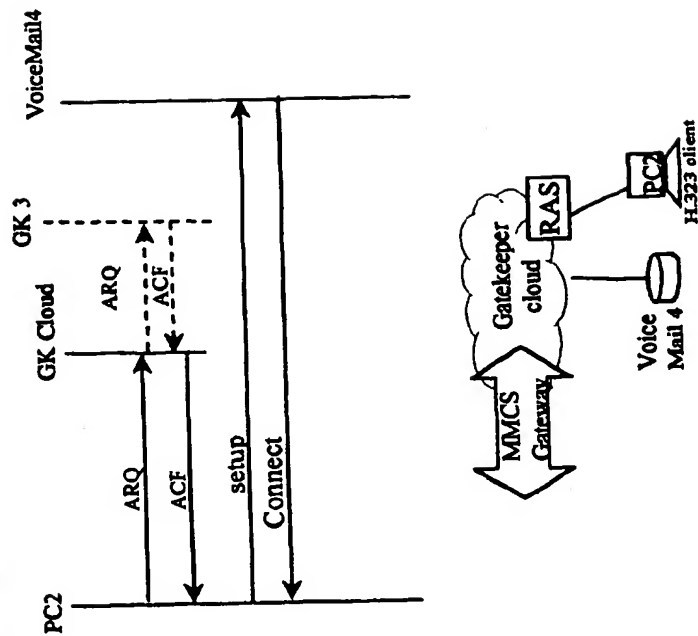 PC2
GK Cloud
GK 3
VoiceMail4
ARQ
ARQ
ACF
ACF
setup
Connect
MMCS
Gateway
Gatekeeper
cloud
RAS
Voice
Mail 4
PC2
H.323 client